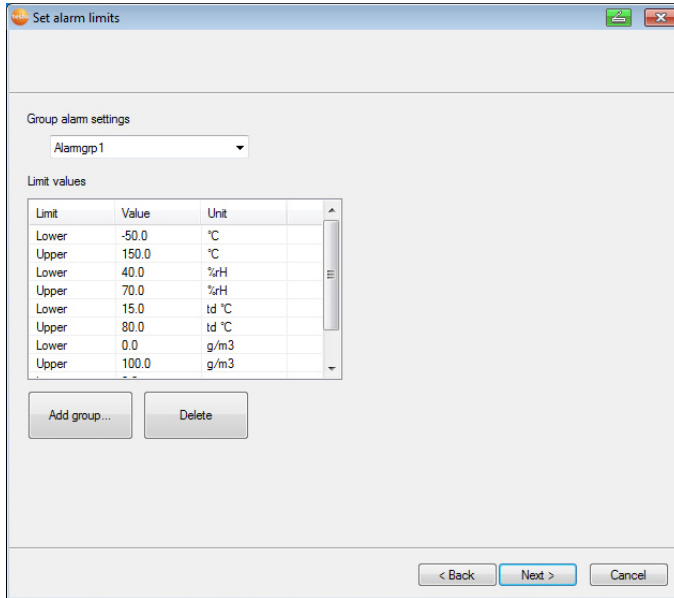 testo Set alarm limits
Group alarm settings
Alarmgrp1
Limit values
Limit Value Unit
Lower -50.0 °C
Upper 150.0 °C
Lower 40.0 %rH
Upper 70.0 %rH
Lower 15.0 td °C
Upper 80.0 td °C
Lower 0.0 g/m3
Upper 100.0 g/m3
Add group... Delete
< Back Next > Cancel